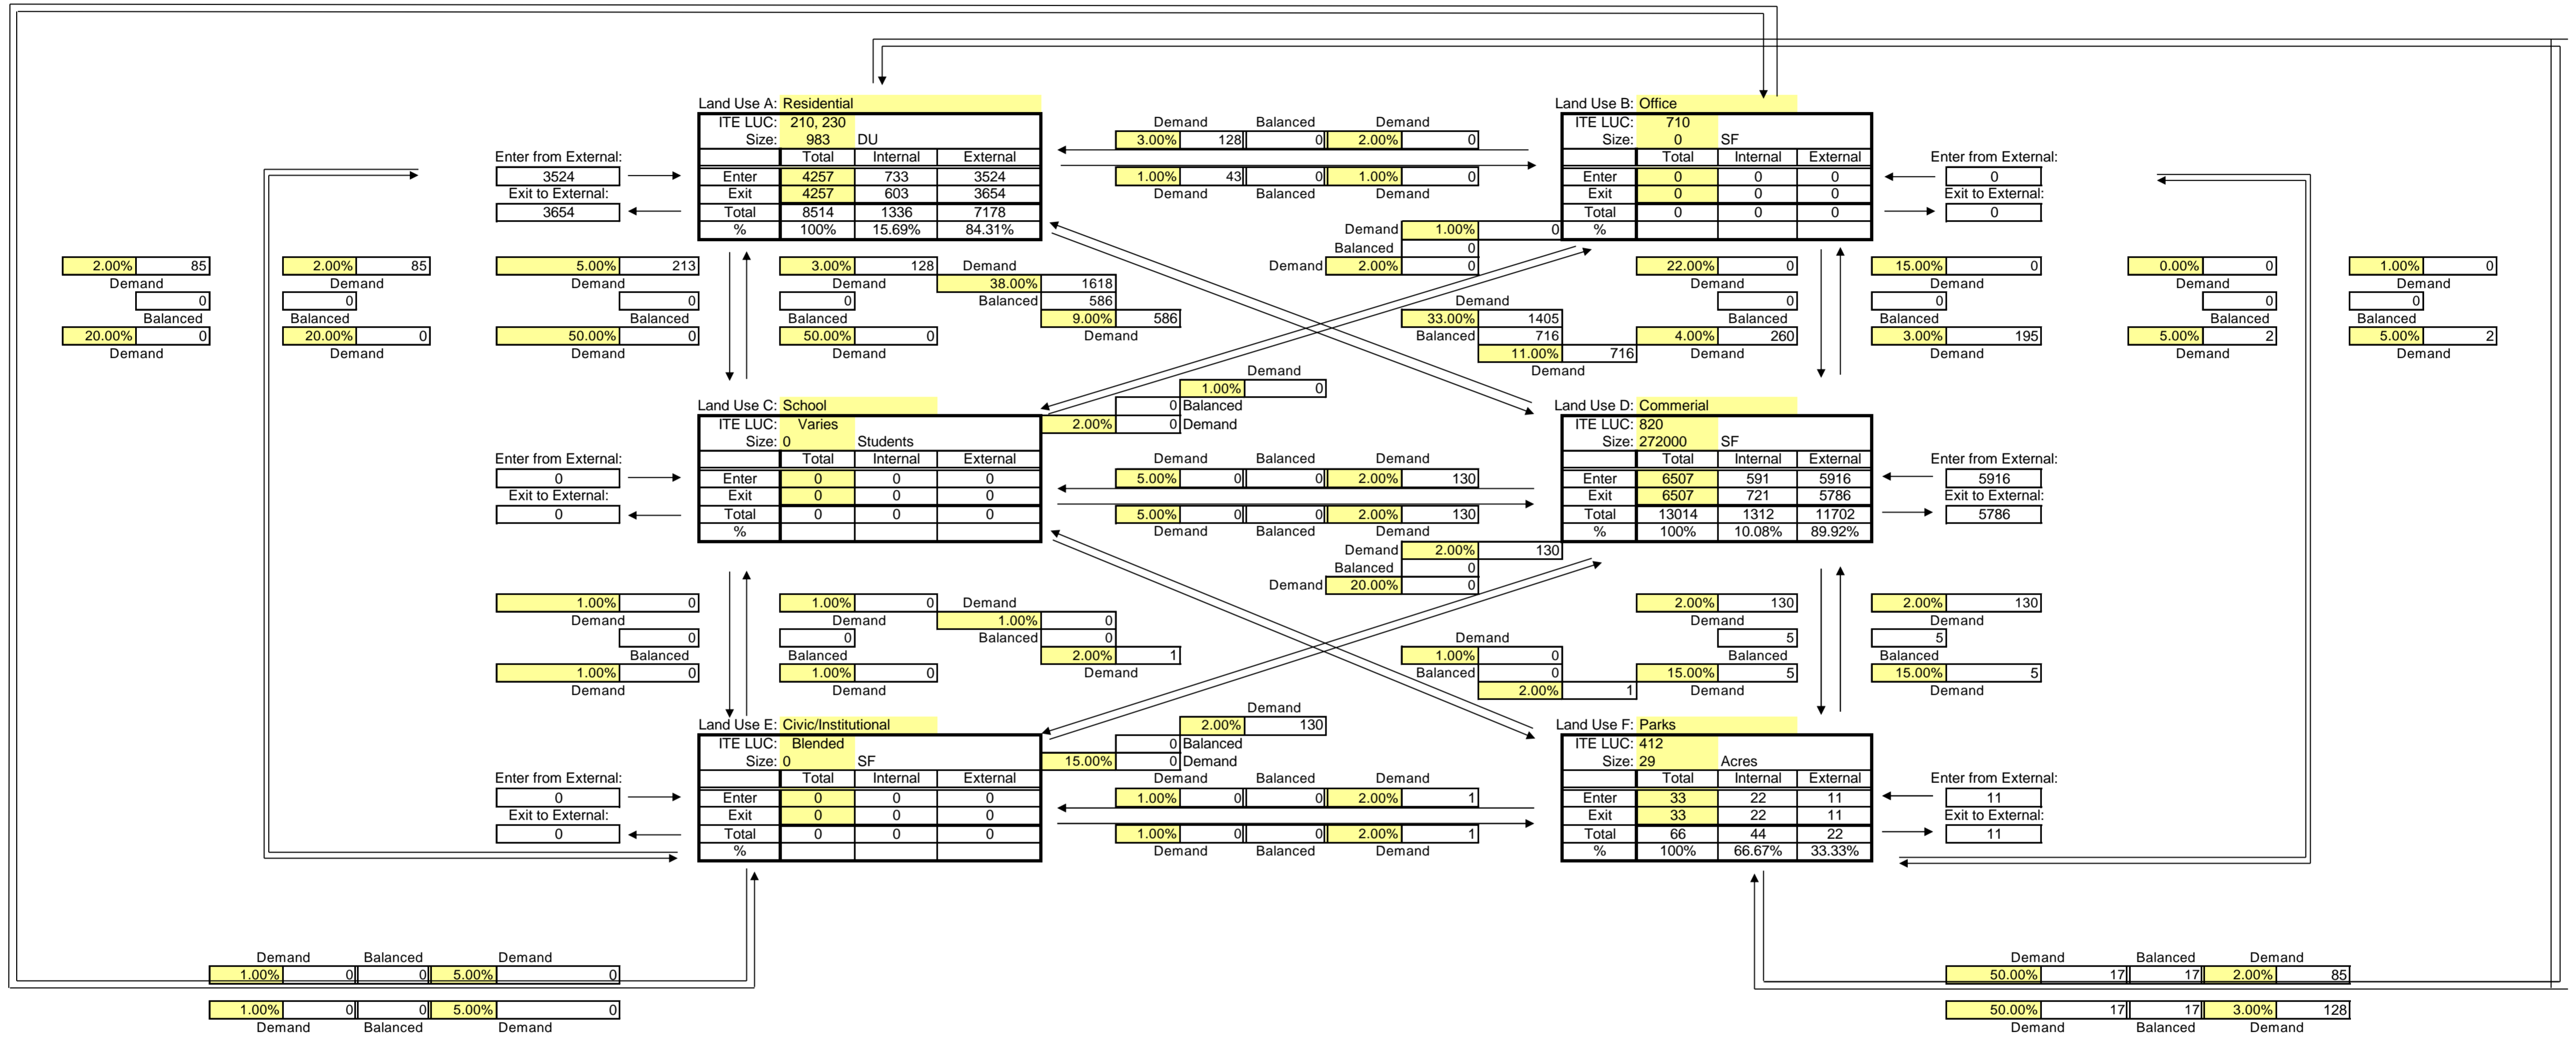 Land Use A: Residential
ITE LUC: 210, 230
Size: 983 DU
Total Internal External
Enter 4257 733 3524
Exit 4257 603 3654
Total 8514 1336 7178
% 100% 15.69% 84.31%
Enter from External:
3524
Exit to External:
3654
Demand Balanced Demand
3.00% 128 0 2.00% 0
1.00% 43 0 1.00% 0
Demand Balanced Demand
Land Use B: Office
ITE LUC: 710
Size: 0 SF
Total Internal External
Enter 0 0 0
Exit 0 0 0
Total 0 0 0
%
Enter from External:
0
Exit to External:
0
Demand 1.00% 0
Balanced 0
Demand 2.00% 0
2.00% 85
Demand
0
Balanced
20.00% 0
Demand
2.00% 85
Demand
0
Balanced
20.00% 0
Demand
5.00% 213
Demand
0
Balanced
50.00% 0
Demand
3.00% 128
Demand
0
Balanced
50.00% 0
Demand
38.00% 1618
Balanced 586
9.00% 586
Demand
Demand
33.00% 1405
Balanced 716
11.00% 716
Demand
22.00% 0
Demand
0
Balanced
4.00% 260
Demand
15.00% 0
Demand
0
Balanced
3.00% 195
Demand
0.00% 0
Demand
0
Balanced
5.00% 2
Demand
1.00% 0
Demand
0
Balanced
5.00% 2
Demand
Demand
1.00% 0
0 Balanced
2.00% 0 Demand
Land Use C: School
ITE LUC: Varies
Size: 0 Students
Total Internal External
Enter 0 0 0
Exit 0 0 0
Total 0 0 0
%
Enter from External:
0
Exit to External:
0
Demand Balanced Demand
5.00% 0 0 2.00% 130
5.00% 0 0 2.00% 130
Demand Balanced Demand
Land Use D: Commerial
ITE LUC: 820
Size: 272000 SF
Total Internal External
Enter 6507 591 5916
Exit 6507 721 5786
Total 13014 1312 11702
% 100% 10.08% 89.92%
Enter from External:
5916
Exit to External:
5786
Demand 2.00% 130
Balanced 0
Demand 20.00% 0
1.00% 0
Demand
0
Balanced
1.00% 0
Demand
1.00% 0
Demand
0
Balanced
1.00% 0
Demand
Demand
1.00% 0
Balanced 0
2.00% 1
Demand
Demand
1.00% 0
Balanced 0
2.00% 1
2.00% 130
Demand
5
Balanced
15.00% 5
Demand
2.00% 130
Demand
5
Balanced
15.00% 5
Demand
Demand
2.00% 130
0 Balanced
15.00% 0 Demand
Land Use E: Civic/Institutional
ITE LUC: Blended
Size: 0 SF
Total Internal External
Enter 0 0 0
Exit 0 0 0
Total 0 0 0
%
Enter from External:
0
Exit to External:
0
Demand Balanced Demand
1.00% 0 0 2.00% 1
1.00% 0 0 2.00% 1
Demand Balanced Demand
Land Use F: Parks
ITE LUC: 412
Size: 29 Acres
Total Internal External
Enter 33 22 11
Exit 33 22 11
Total 66 44 22
% 100% 66.67% 33.33%
Enter from External:
11
Exit to External:
11
Demand Balanced Demand
1.00% 0 0 5.00% 0
1.00% 0 0 5.00% 0
Demand Balanced Demand
Demand Balanced Demand
50.00% 17 17 2.00% 85
50.00% 17 17 3.00% 128
Demand Balanced Demand